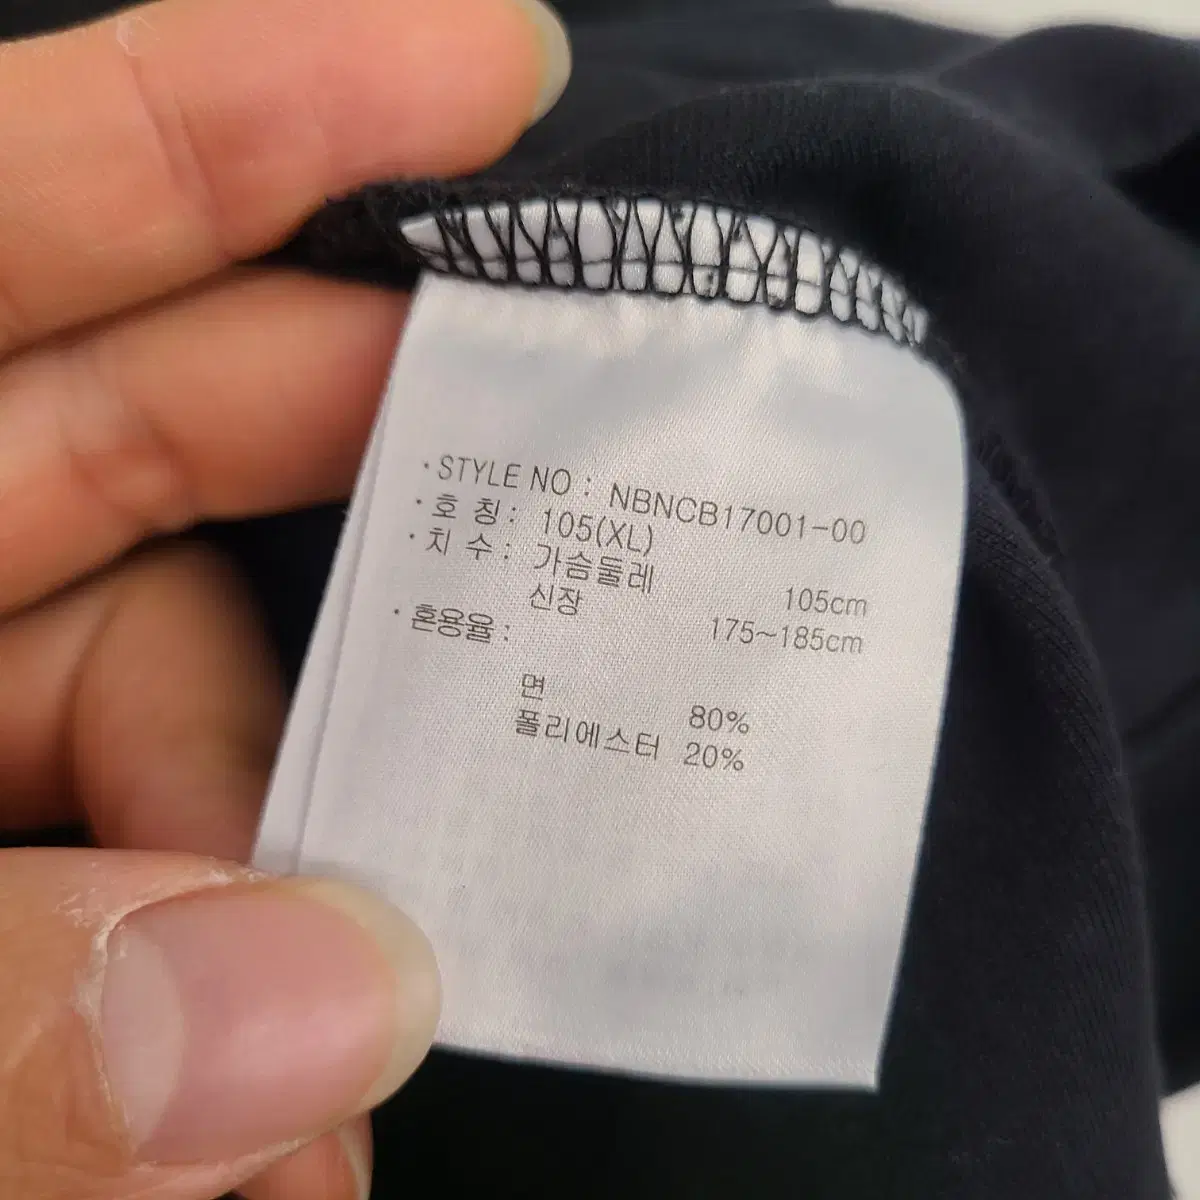 · STYLE NO : NBNCB17001-00
· 호 칭 : 105(XL)
· 치 수 : 가슴둘레 105cm
신장 175~185cm
· 혼용율 :
면 80%
폴리에스터 20%